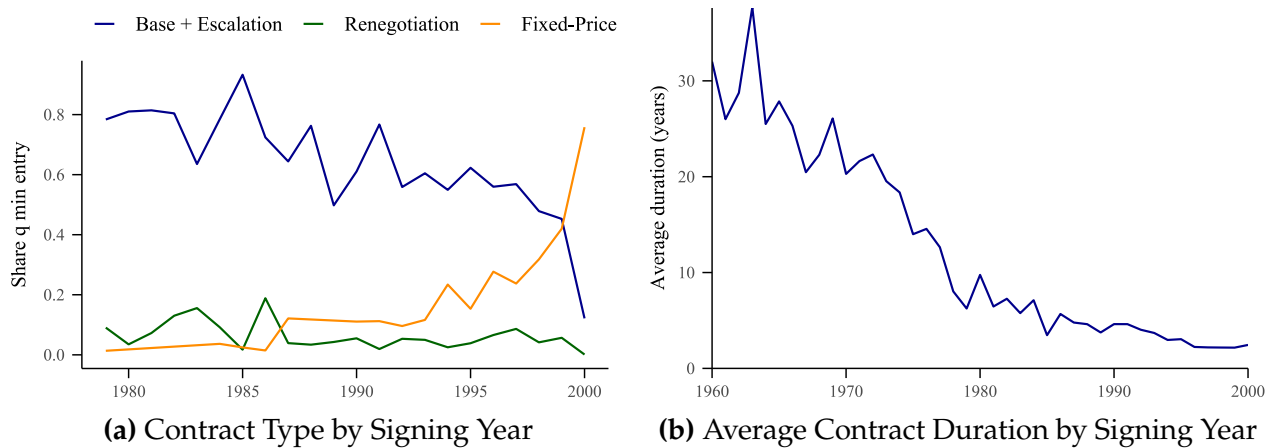 Base + Escalation
Renegotiation
Fixed-Price
Share q min entry
0.8
0.6
0.4
0.2
0.0
1980
1985
1990
1995
2000
(a) Contract Type by Signing Year
Average duration (years)
30
20
10
0
1960
1970
1980
1990
2000
(b) Average Contract Duration by Signing Year